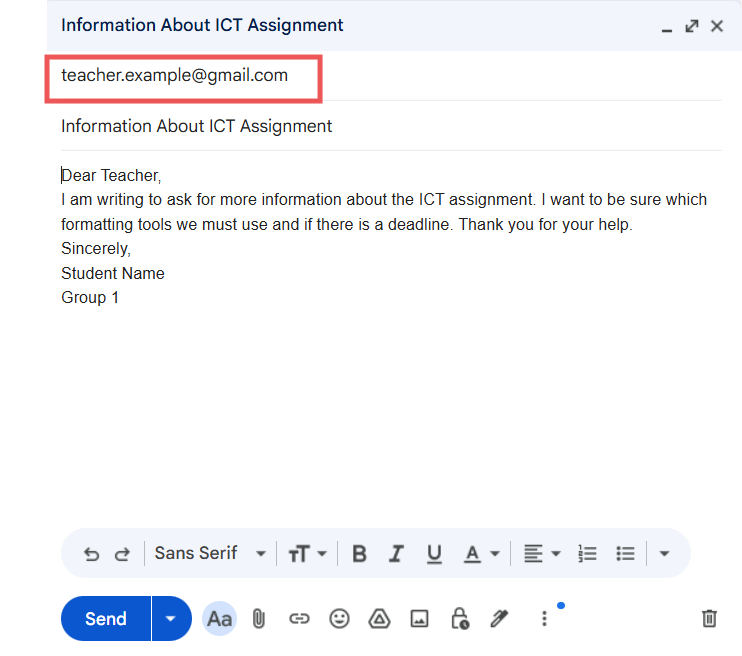 Information About ICT Assignment
teacher.example@gmail.com
Information About ICT Assignment
Dear Teacher,
I am writing to ask for more information about the ICT assignment. I want to be sure which
formatting tools we must use and if there is a deadline. Thank you for your help.
Sincerely,
Student Name
Group 1
Sans Serif
Send Aa